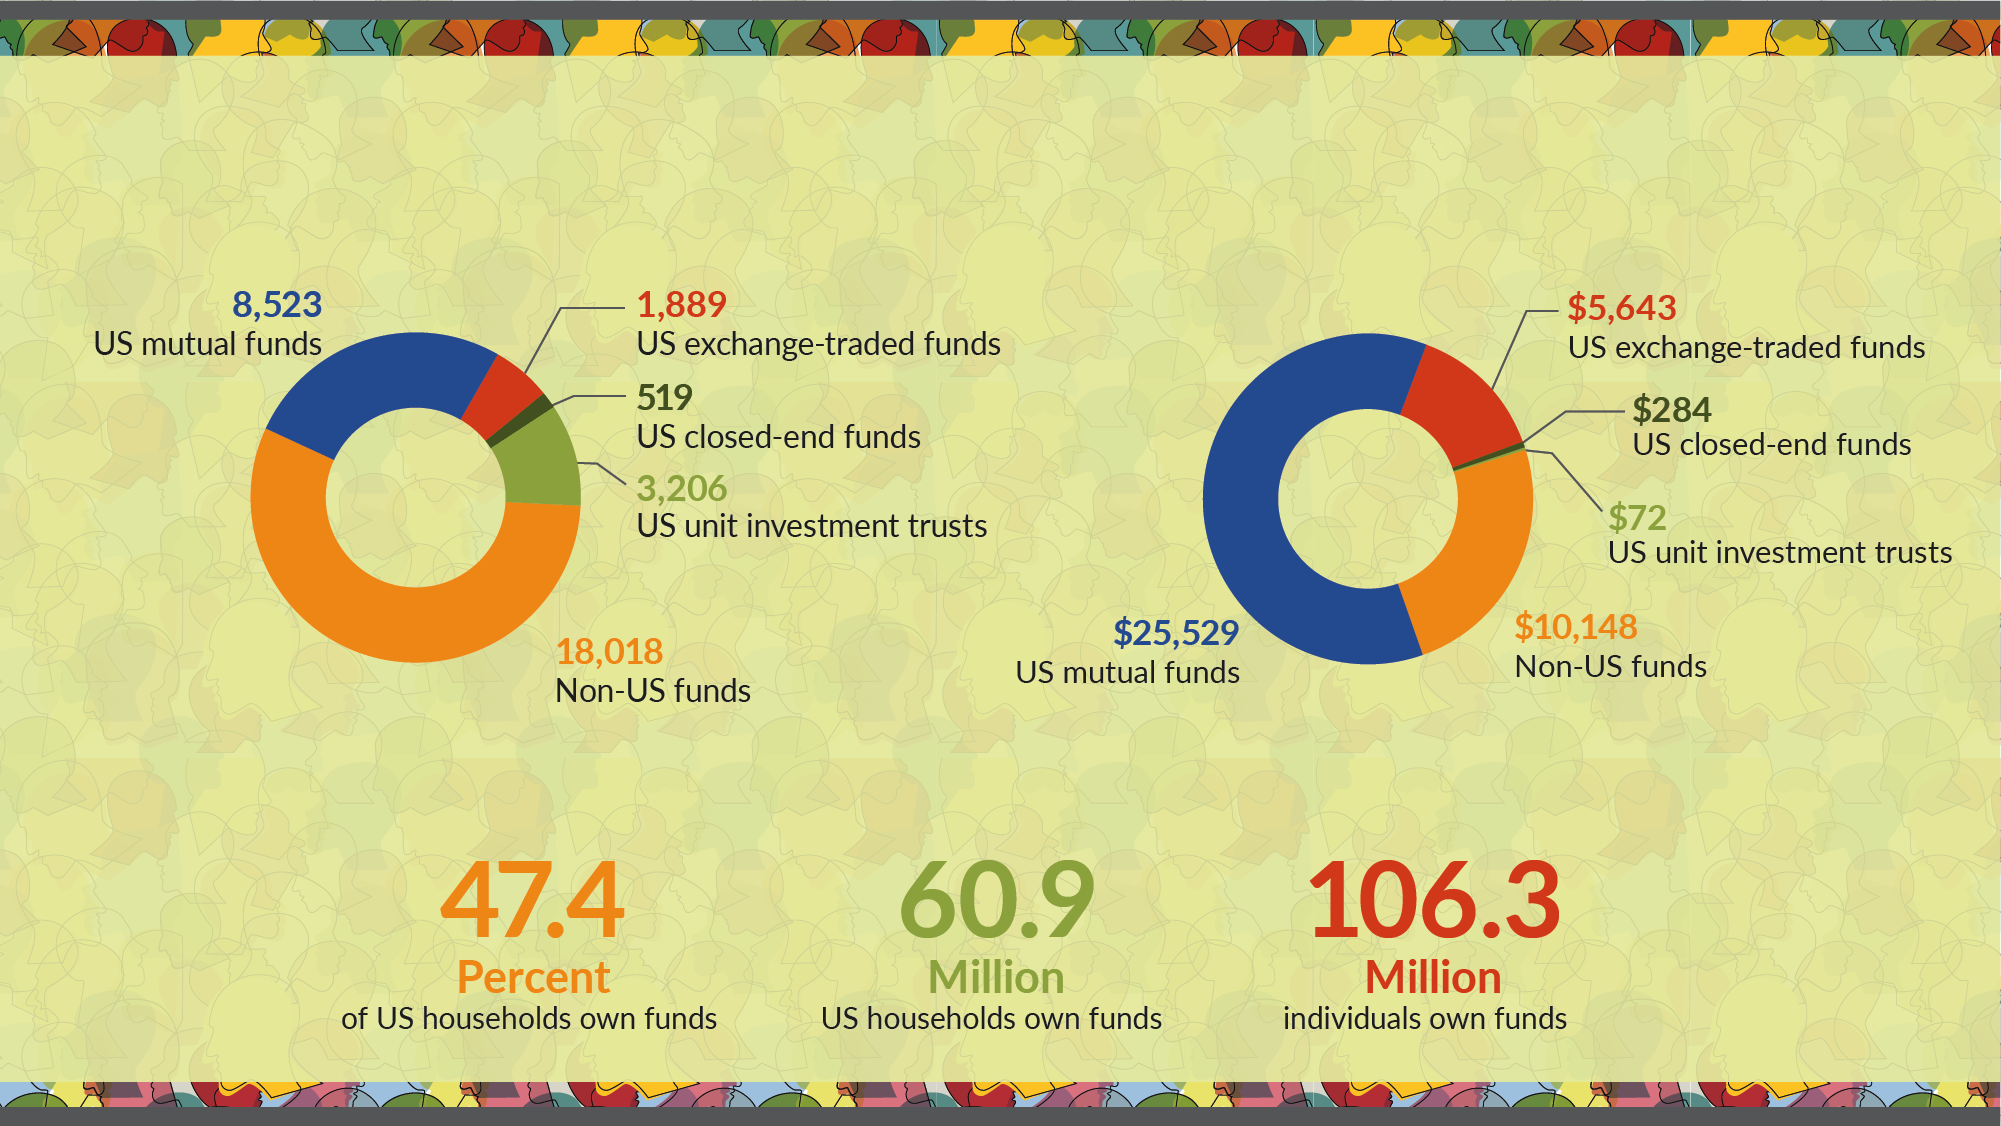 8,523
US mutual funds
1,889
US exchange-traded funds
519
US closed-end funds
3,206
US unit investment trusts
18,018
Non-US funds
$5,643
US exchange-traded funds
$284
US closed-end funds
$72
US unit investment trusts
$10,148
Non-US funds
$25,529
US mutual funds
47.4
Percent
of US households own funds
60.9
Million
US households own funds
106.3
Million
individuals own funds